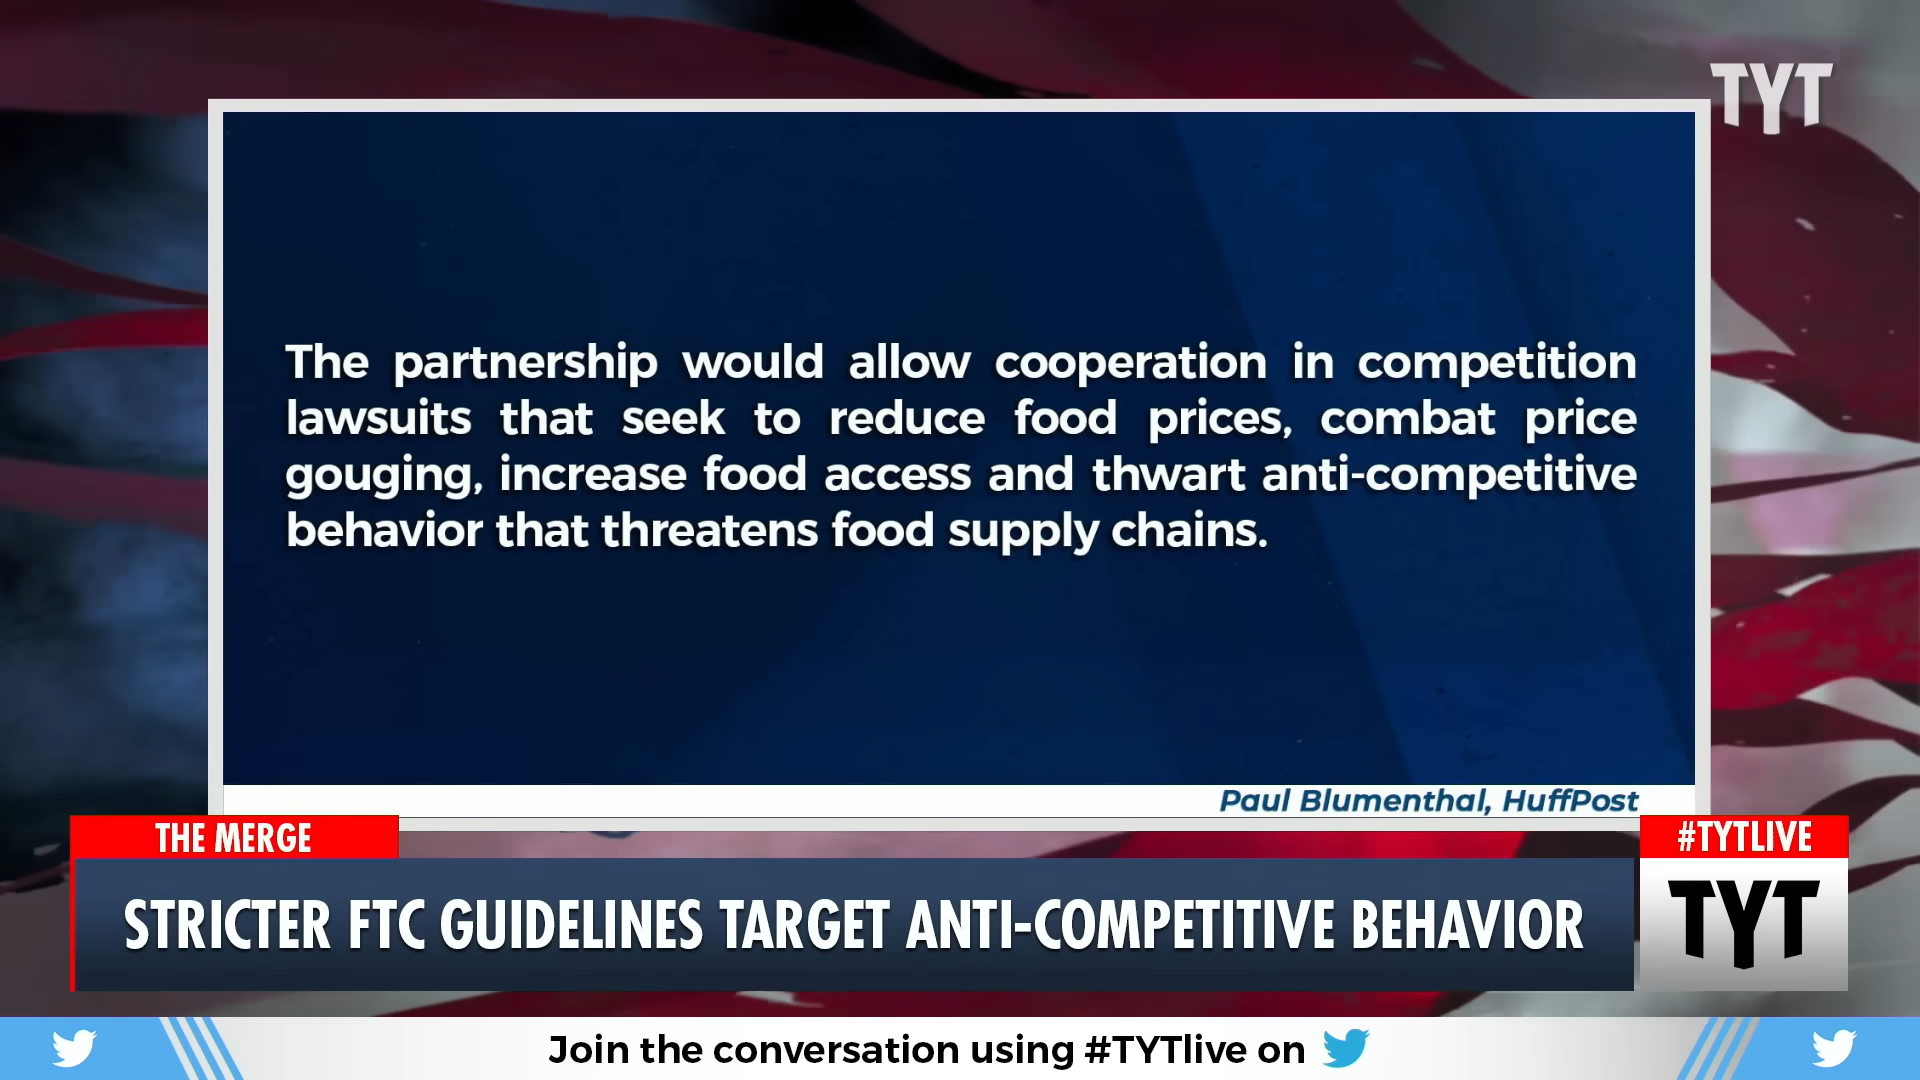 TYT
The partnership would allow cooperation in competition
lawsuits that seek to reduce food prices, combat price
gouging, increase food access and thwart anti-competitive
behavior that threatens food supply chains.
Paul Blumenthal, HuffPost
THE MERGE
#TYTLIVE
STRICTER FTC GUIDELINES TARGET ANTI-COMPETITIVE BEHAVIOR
TYT
Join the conversation using #TYTlive on